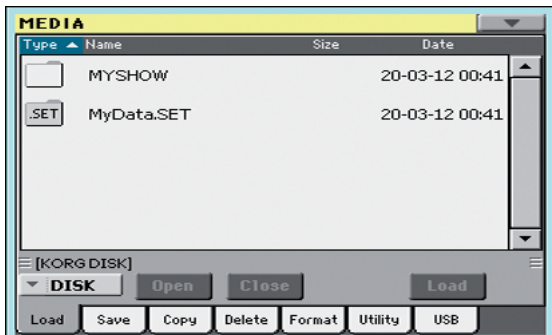 MEDIA
Type Name Size Date
MYSHOW 20-03-12 00:41
.SET MyData.SET 20-03-12 00:41
[KORG DISK]
DISK Open Close Load
Load Save Copy Delete Format Utility USB